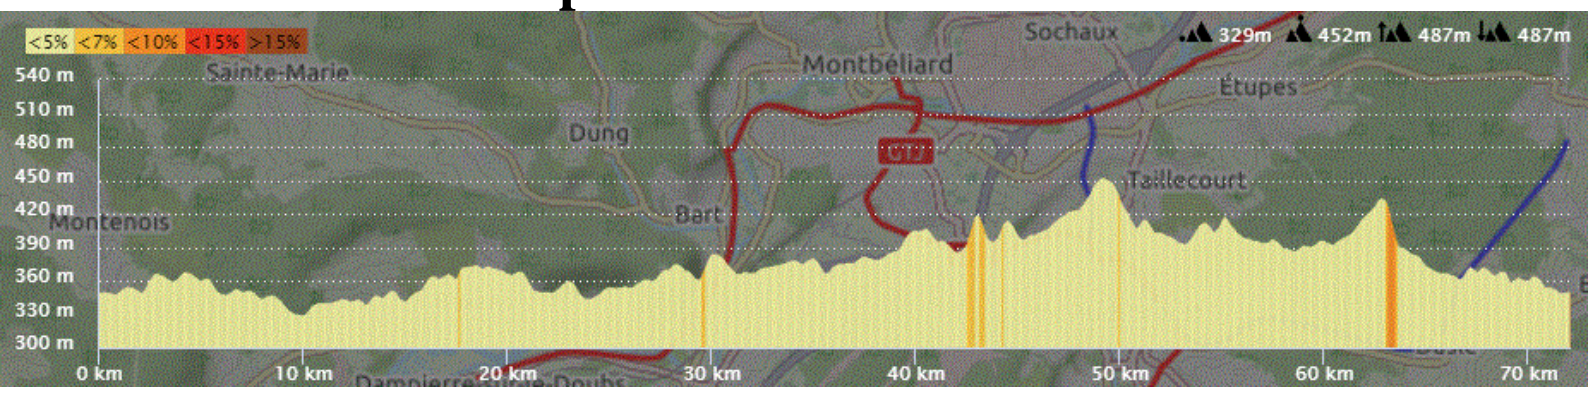 <5% <7% <10% <15% >15%
329m 452m 487m 487m
Sochaux
Sainte-Marie
Montbéliard
Étupes
540 m
510 m
Dung
480 m
450 m
Taillecourt
420 m
Montenois
Bart
390 m
360 m
330 m
300 m
0 km 10 km 20 km 30 km 40 km 50 km 60 km 70 km